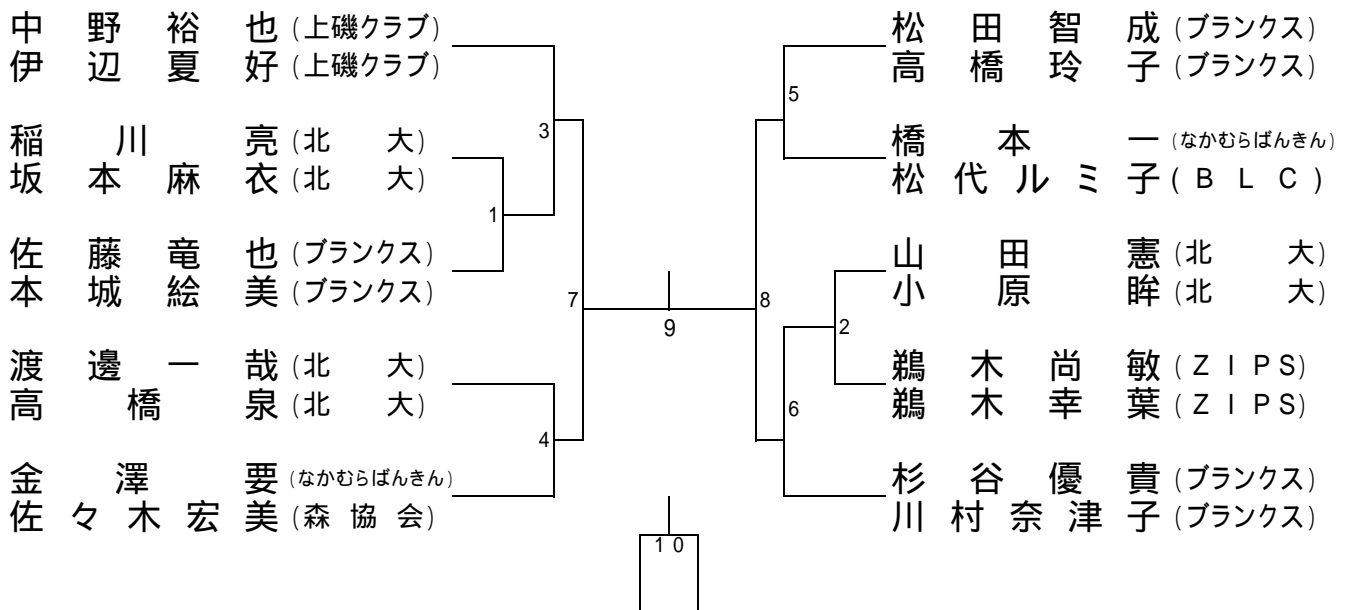 中野裕也(上磯クラブ)
伊辺夏好(上磯クラブ)
稲川亮(北大)
坂本麻衣(北大)
佐藤竜也(ブランクス)
本城絵美(ブランクス)
渡邊一哉(北大)
高橋泉(北大)
金澤要(なかむらばんきん)
佐々木宏美(森協会)
3
1
7
4
9
10
5
8
2
6
松田智成(ブランクス)
高橋玲子(ブランクス)
橋本一(なかむらばんきん)
松代ルミ子(BLC)
山田憲(北大)
小原眸(北大)
鵜木尚敏(ZIPS)
鵜木幸葉(ZIPS)
杉谷優貴(ブランクス)
川村奈津子(ブランクス)